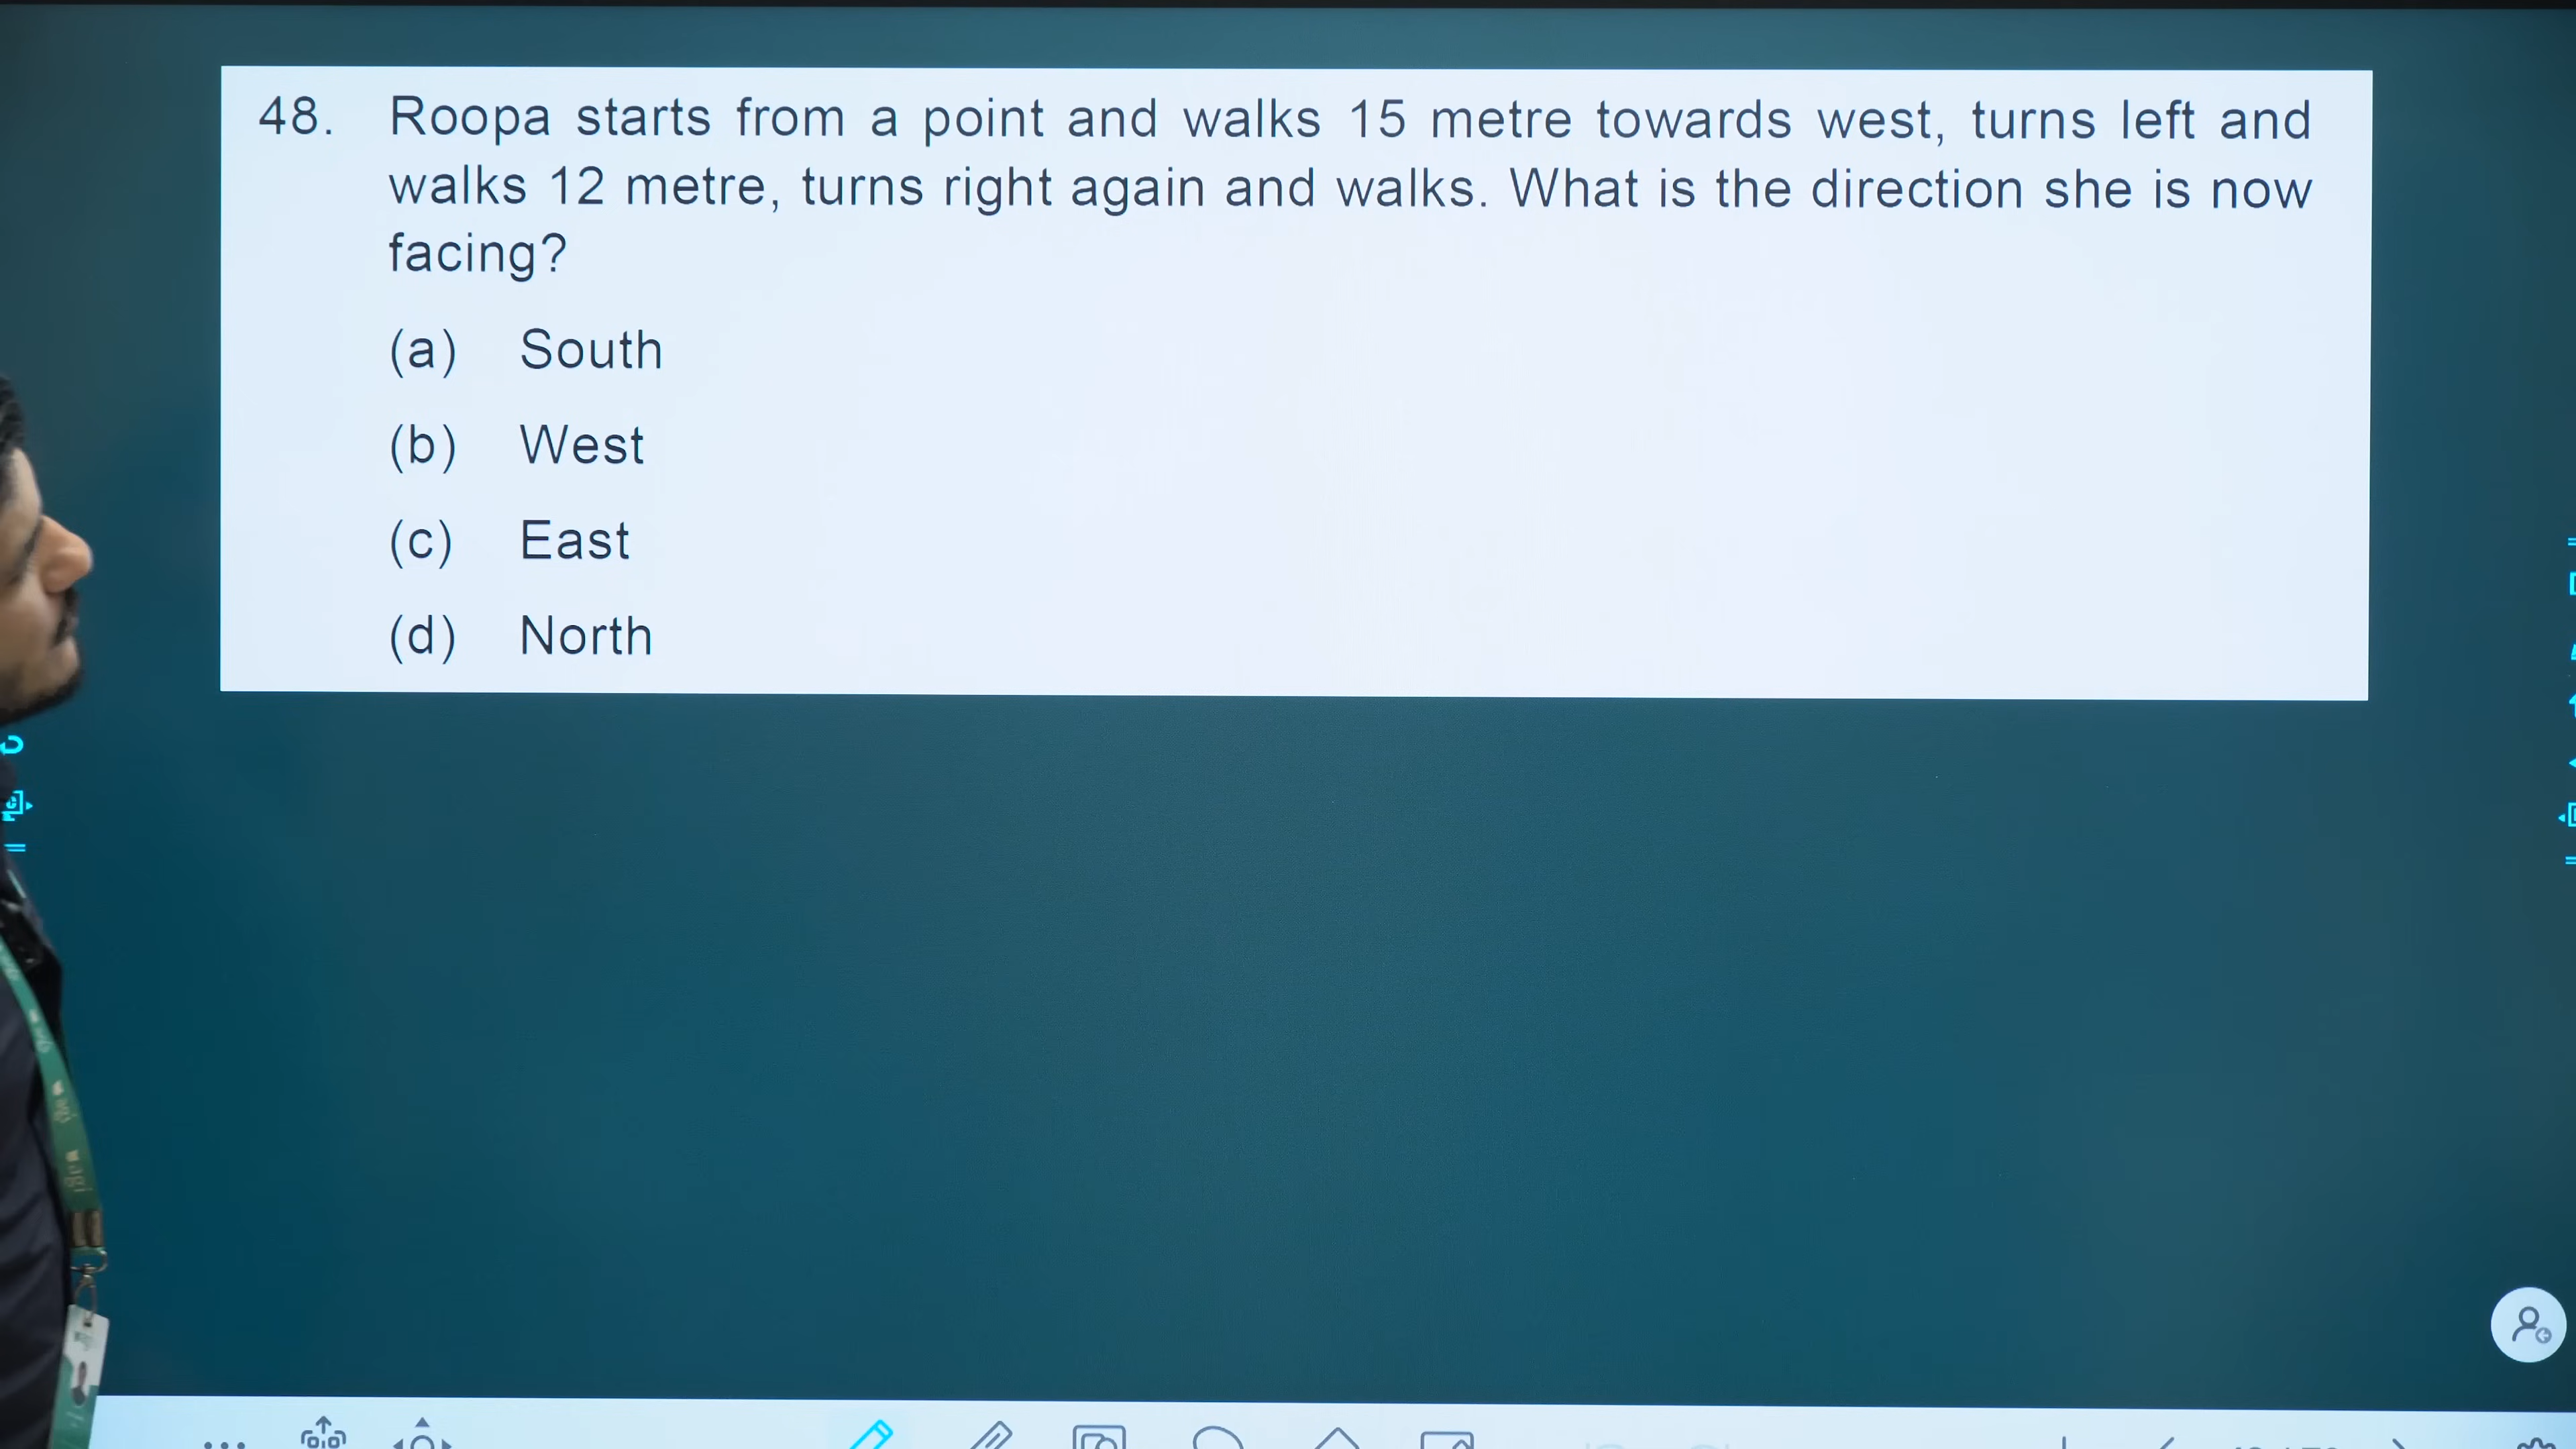 48. Roopa starts from a point and walks 15 metre towards west, turns left and
walks 12 metre, turns right again and walks. What is the direction she is now
facing?
(a) South
(b) West
(c) East
(d) North